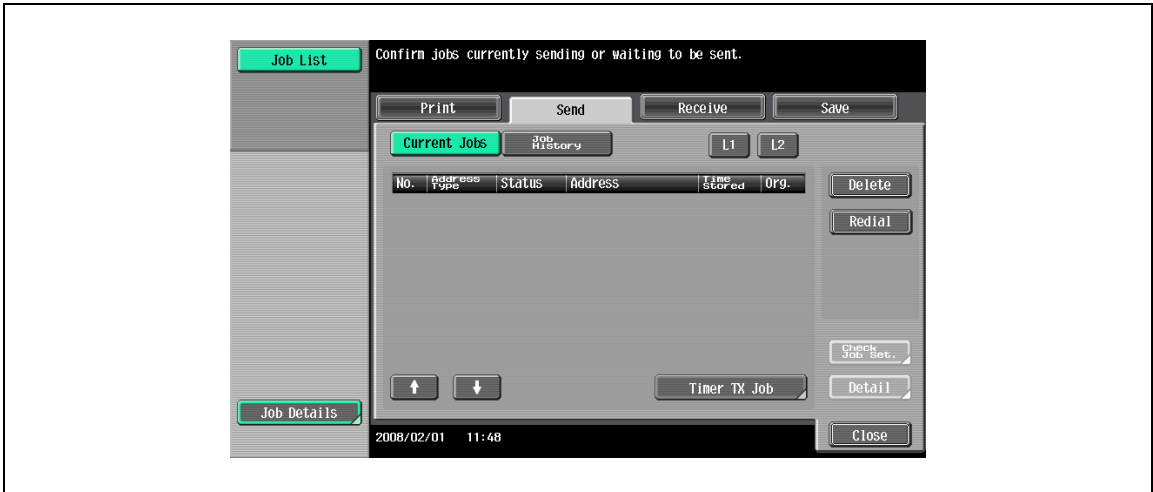 Job List
Confirm jobs currently sending or waiting to be sent.
Print Send Receive Save
Current Jobs Job History L1 L2
No. Address Type Status Address Time Stored Org.
Delete
Redial
Check Job Set.
Timer TX Job Detail
Job Details
2008/02/01 11:48 Close